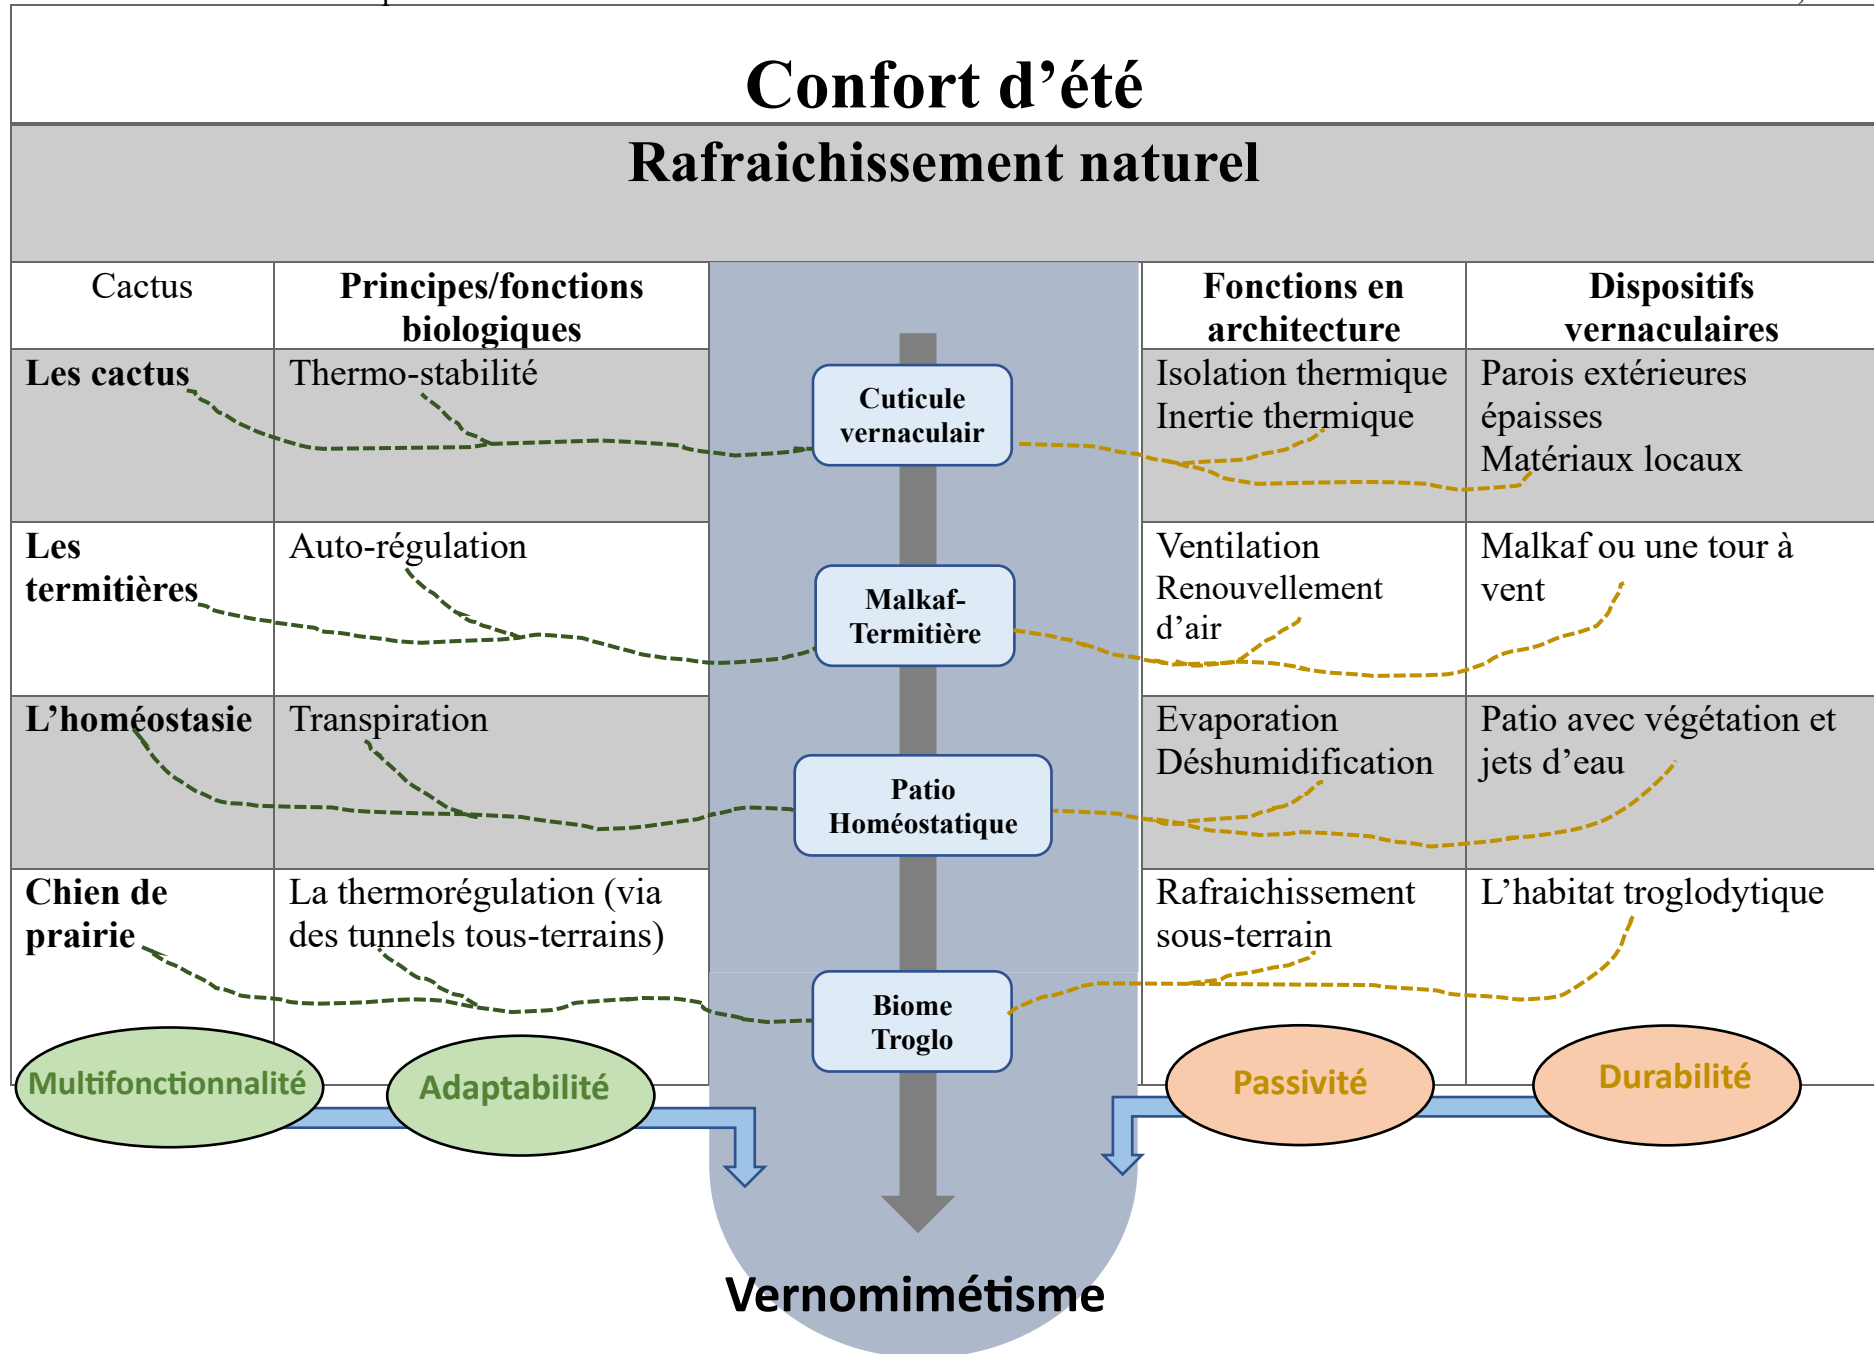 Confort d’été
Rafraichissement naturel
Cactus
Principes/fonctions
biologiques
Fonctions en
architecture
Dispositifs
vernaculaires
Les cactus
Thermo-stabilité
Cuticule
vernaculair
Isolation thermique
Inertie thermique
Parois extérieures
épaisses
Matériaux locaux
Les
termitières
Auto-régulation
Malkaf-
Termitière
Ventilation
Renouvellement
d’air
Malkaf ou une tour à
vent
L’homéostasie
Transpiration
Patio
Homéostatique
Evaporation
Déshumidification
Patio avec végétation et
jets d’eau
Chien de
prairie
La thermorégulation (via
des tunnels tous-terrains)
Biome
Troglo
Rafraichissement
sous-terrain
L’habitat troglodytique
Multifonctionnalité
Adaptabilité
Passivité
Durabilité
Vernomimétisme